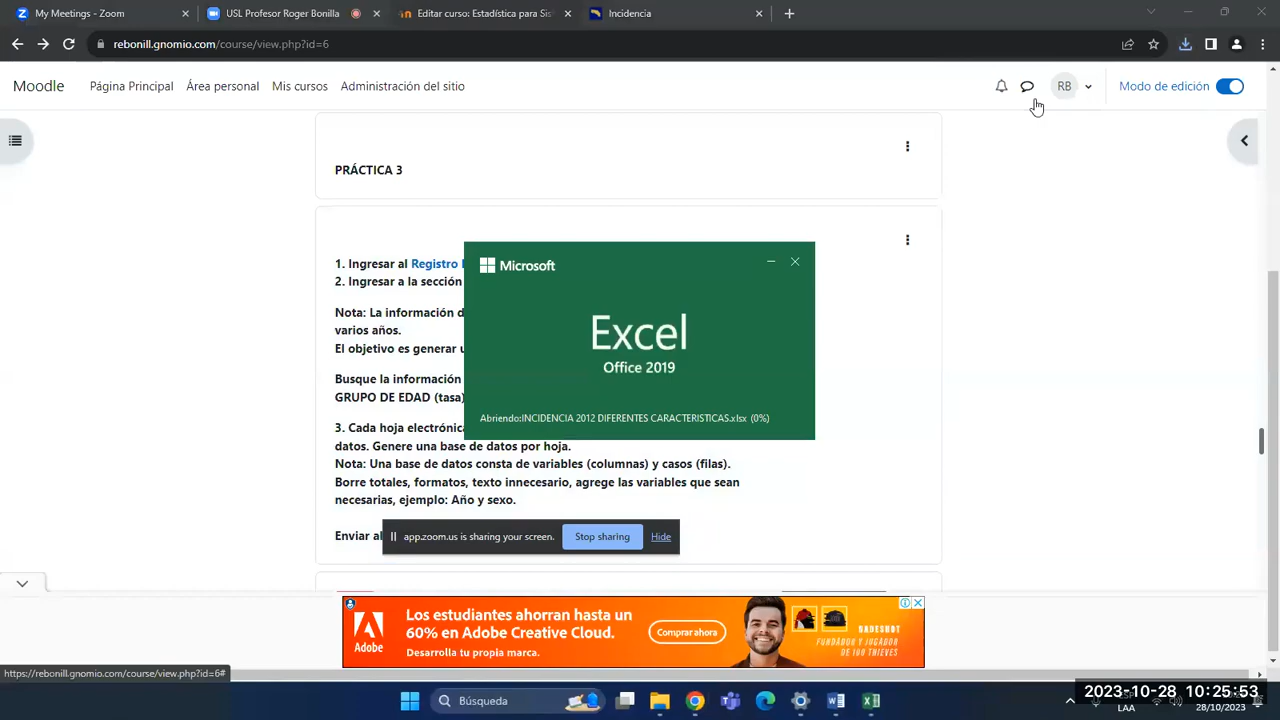 My Meetings - Zoom
USL Profesor Roger Bonilla
Editar curso: Estadística para Sis
Incidencia
rebonill.gnomio.com/course/view.php?id=6
Moodle
Página Principal
Área personal
Mis cursos
Administración del sitio
RB
Modo de edición
PRÁCTICA 3
1. Ingresar al Registro
2. Ingresar a la sección
Nota: La información d
varios años.
El objetivo es generar
Busque la información
GRUPO DE EDAD (tasa)
3. Cada hoja electrónic
datos. Genere una base de datos por hoja.
Nota: Una base de datos consta de variables (columnas) y casos (filas).
Borre totales, formatos, texto innecesario, agrege las variables que sean
necesarias, ejemplo: Año y sexo.
Enviar al
Microsoft
Excel
Office 2019
Abriendo:INCIDENCIA 2012 DIFERENTES CARACTERISTICAS.xlsx (0%)
app.zoom.us is sharing your screen.
Stop sharing
Hide
Adobe
Los estudiantes ahorran hasta un
60% en Adobe Creative Cloud.
Desarrolla tu propia marca.
Comprar ahora
FUNDADOR Y JUGADOR
DE 100 THIEVES
https://rebonill.gnomio.com/course/view.php?id=6#
Búsqueda
2023-10-28 10:25:53
LAA
28/10/2023